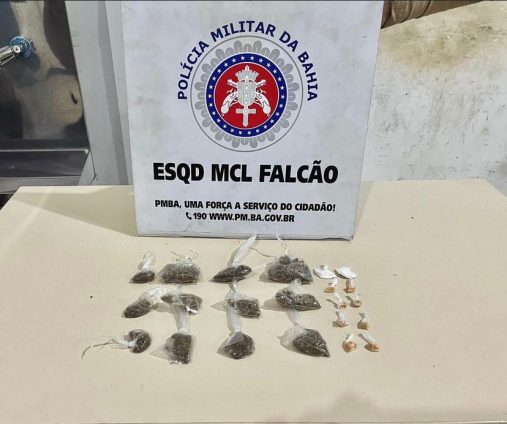 POLÍCIA MILITAR DA BAHIA
ESQD MCL FALCÃO
PMBA, UMA FORÇA A SERVIÇO DO CIDADÃO!
190 WWW.PM.BA.GOV.BR